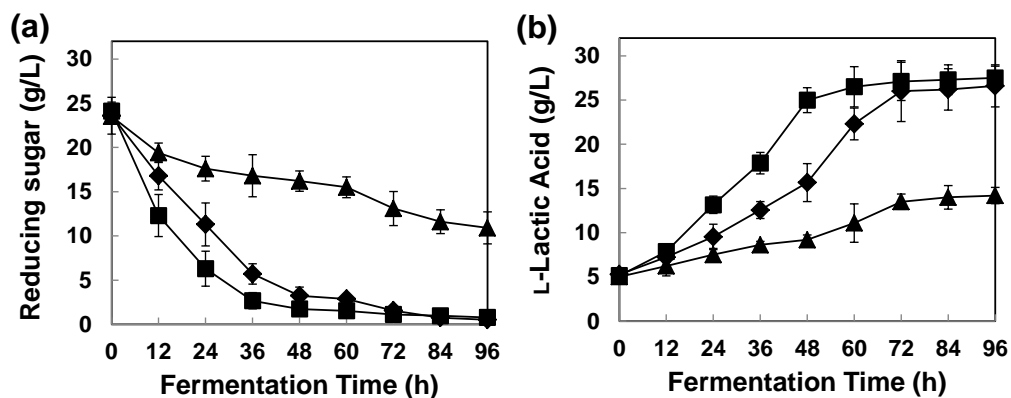 (a)
Reducing sugar (g/L)
30
25
20
15
10
5
0
0 12 24 36 48 60 72 84 96
Fermentation Time (h)
(b)
L-Lactic Acid (g/L)
30
25
20
15
10
5
0
0 12 24 36 48 60 72 84 96
Fermentation Time (h)